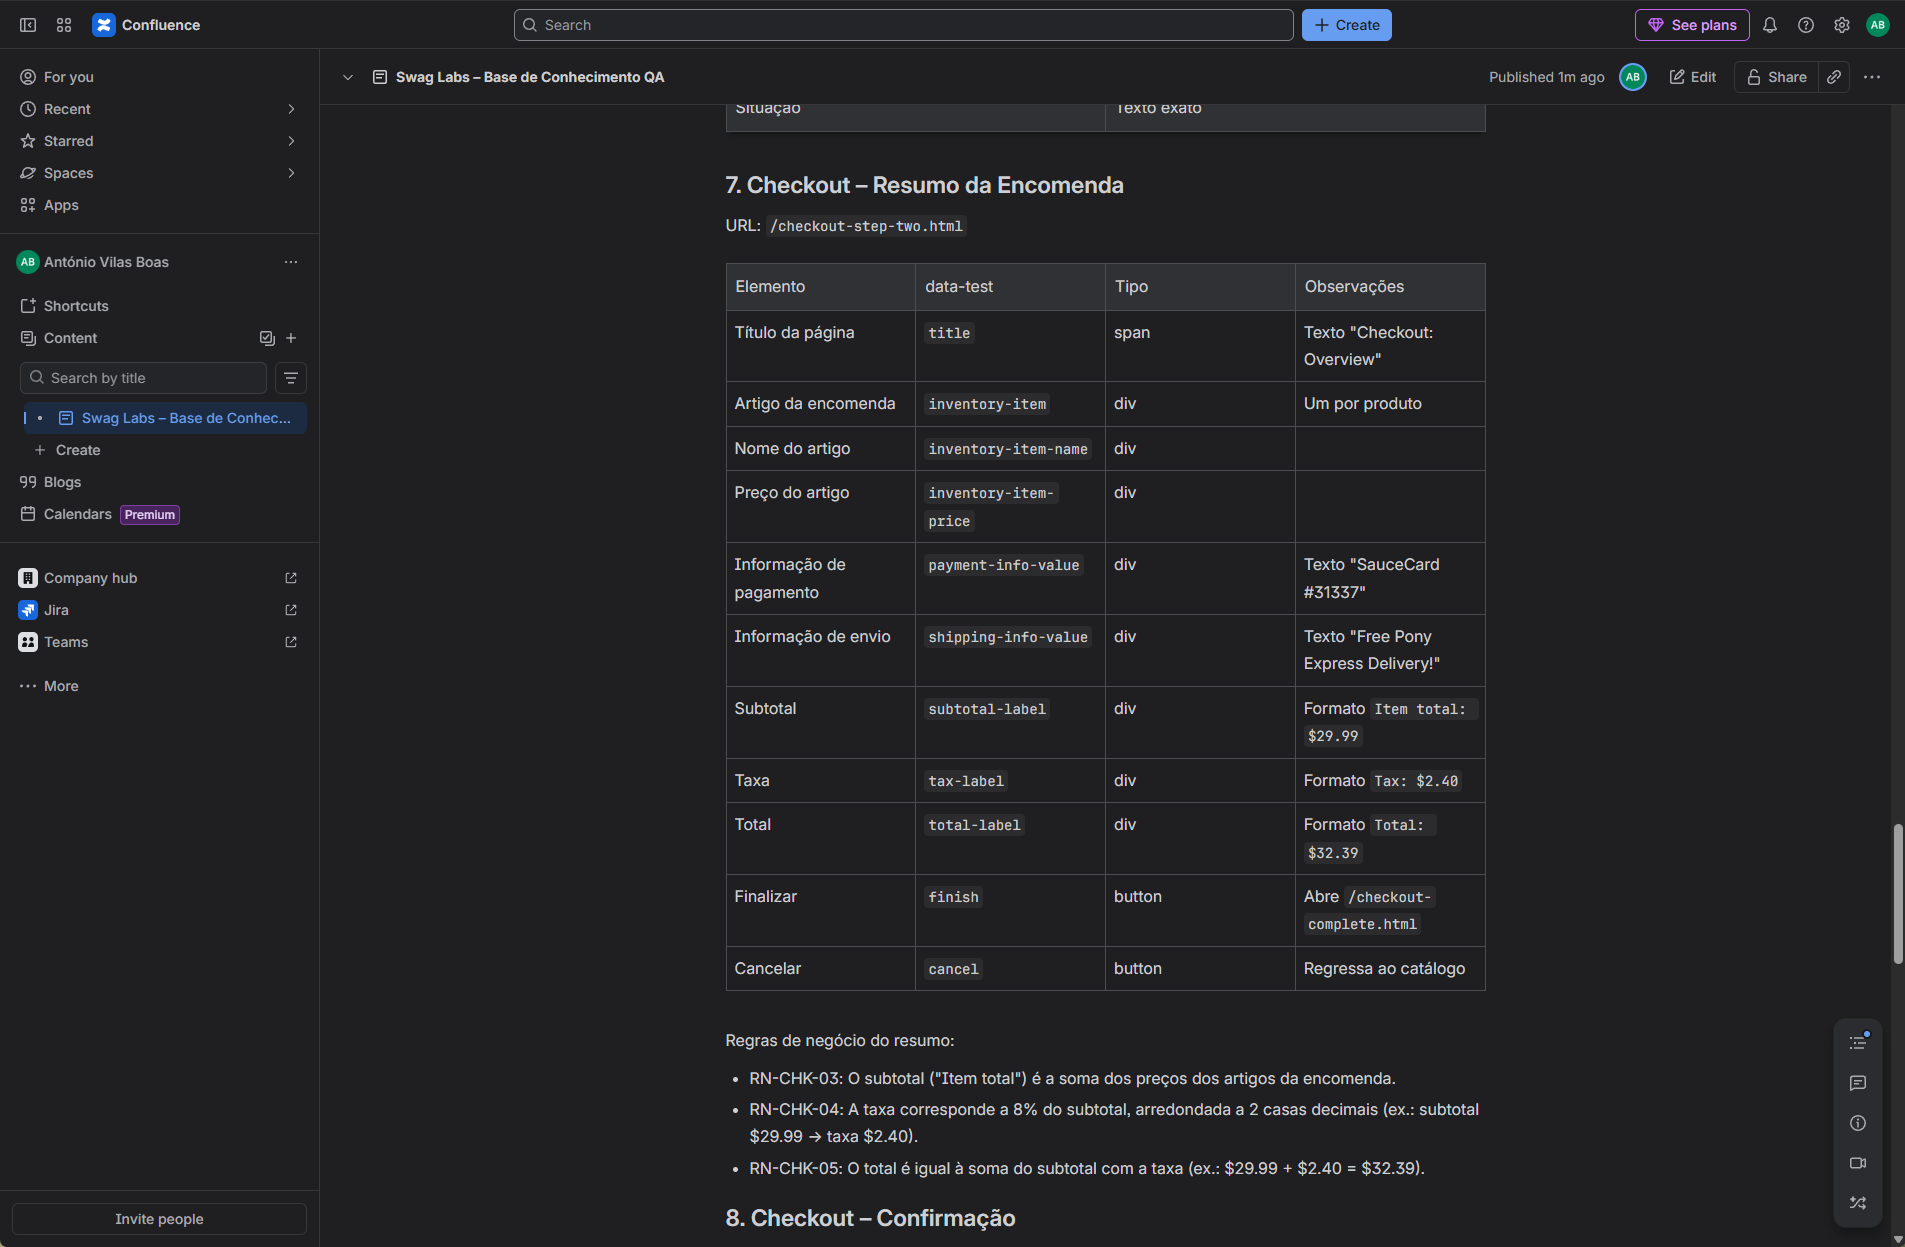 Confluence
Search
Create
See plans
AB
For you
Recent
Starred
Spaces
Apps
AB António Vilas Boas
Shortcuts
Content
Search by title
Swag Labs – Base de Conhec...
Create
Blogs
Calendars Premium
Company hub
Jira
Teams
More
Invite people
Swag Labs – Base de Conhecimento QA
Published 1m ago AB Edit Share
Situação Texto exato
7. Checkout – Resumo da Encomenda
URL: /checkout-step-two.html
Elemento data-test Tipo Observações
Título da página title span Texto "Checkout:
Overview"
Artigo da encomenda inventory-item div Um por produto
Nome do artigo inventory-item-name div
Preço do artigo inventory-item- div
price
Informação de payment-info-value div Texto "SauceCard
pagamento #31337"
Informação de envio shipping-info-value div Texto "Free Pony
Express Delivery!"
Subtotal subtotal-label div Formato Item total:
$29.99
Taxa tax-label div Formato Tax: $2.40
Total total-label div Formato Total:
$32.39
Finalizar finish button Abre /checkout-
complete.html
Cancelar cancel button Regressa ao catálogo
Regras de negócio do resumo:
• RN-CHK-03: O subtotal ("Item total") é a soma dos preços dos artigos da encomenda.
• RN-CHK-04: A taxa corresponde a 8% do subtotal, arredondada a 2 casas decimais (ex.: subtotal
$29.99 → taxa $2.40).
• RN-CHK-05: O total é igual à soma do subtotal com a taxa (ex.: $29.99 + $2.40 = $32.39).
8. Checkout – Confirmação